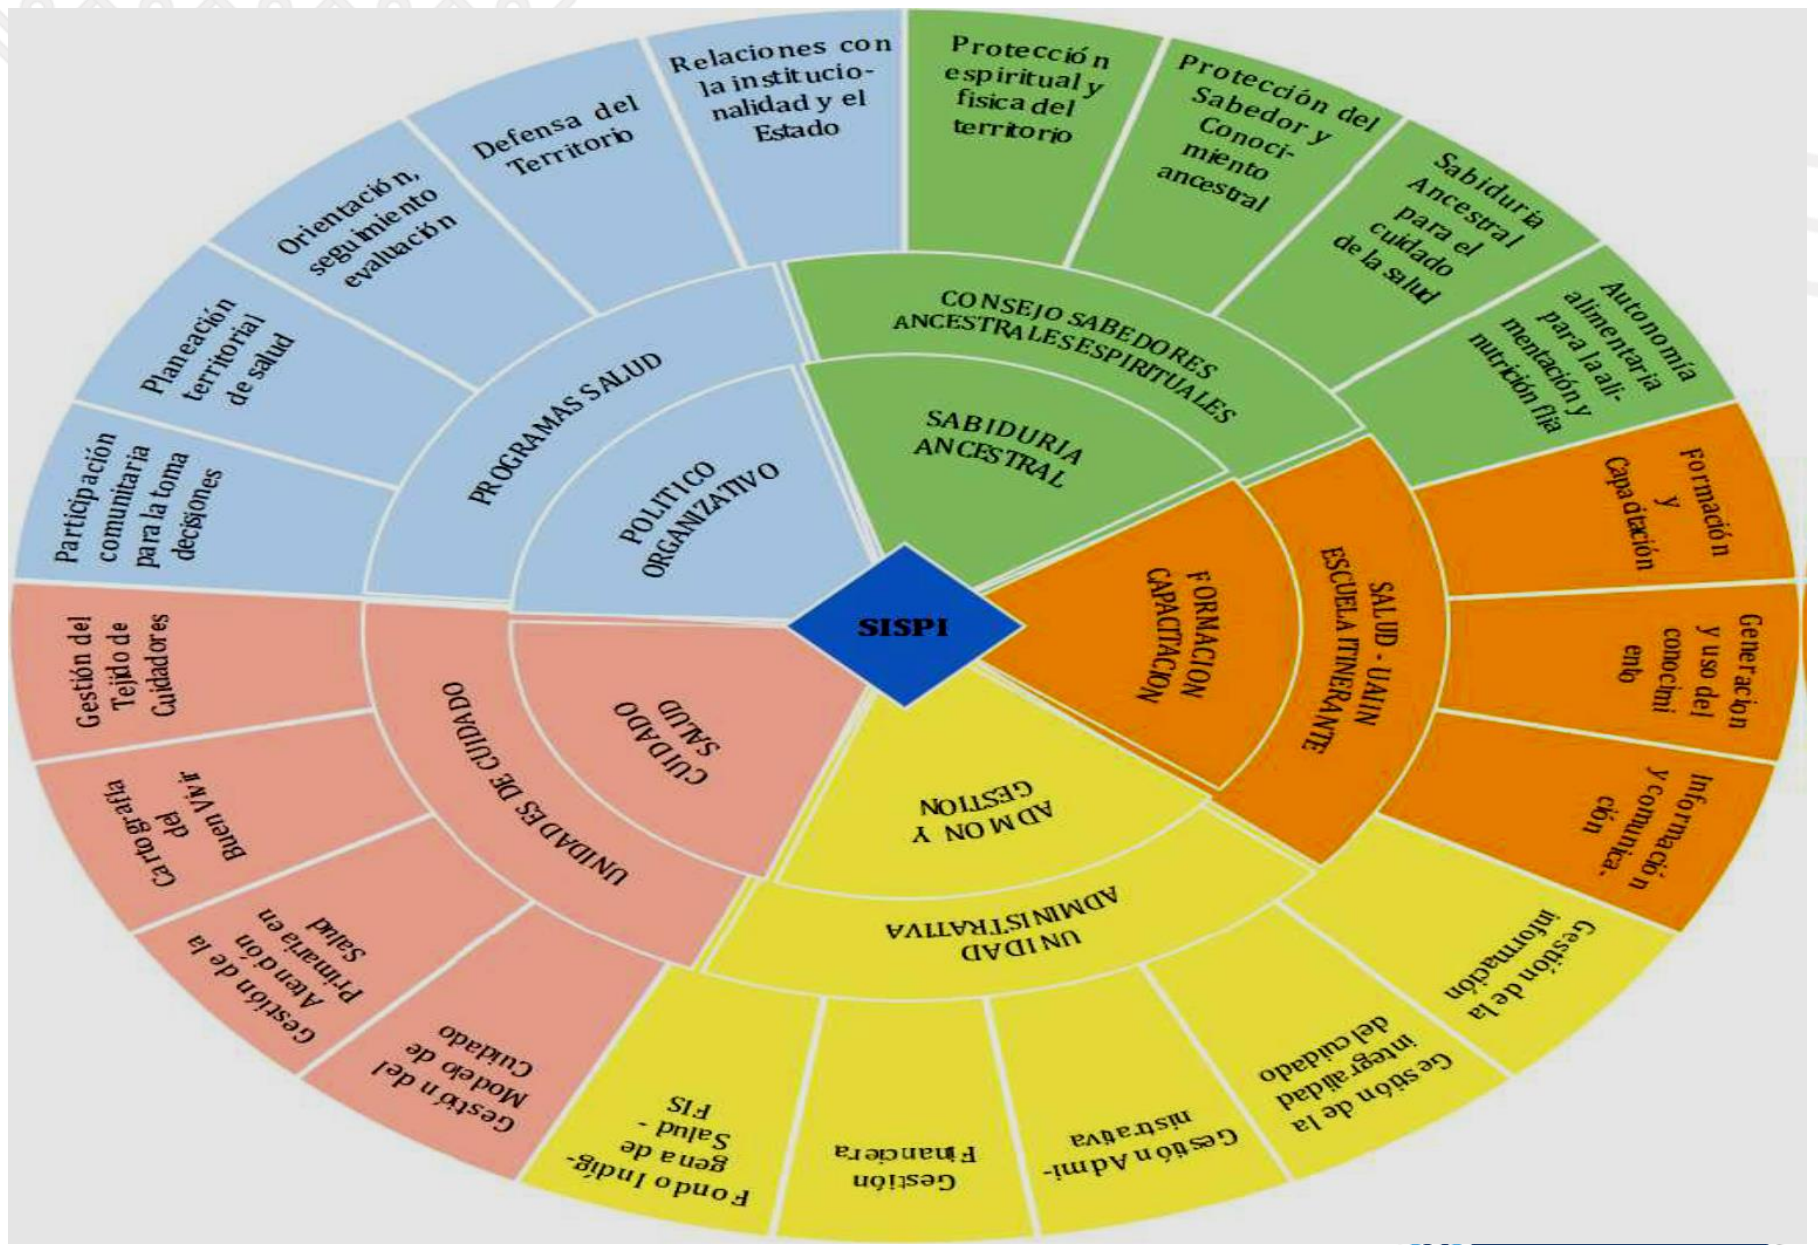 Relaciones con
la institucio-
nalidad y el
Estado
Protección
espiritual y
fisica del
territorio
Protección del
Sabedor y
Conoci-
miento
ancestral
Sabiduria
Ancestral
para el
cuidado
de la salud
Autonomía
alimentaria
para la ali-
mentación y
nutrición fija
Formación
y
Capacitación
Generacion
y uso del
conocimi
ento
Información
y comunica-
ción
Gestión de la
información
Gestión de la
integralidad
del cuidado
Gestión Admi-
nistrativa
Gestión
Financiera
Fondo Indíg-
gena de
Salud -
FIS
Gestión del
Modelo de
Cuidado
Gestión de la
Atención
Primaria en
Salud
Cartografía
del
Buen Vivir
Gestión del
Tejido de
Cuidadores
Participación
comunitaria
para la toma
decisiones
Planeación
territorial
de salud
Orientación,
seguimiento
evaluación
Defensa del
Territorio
CONSEJO SABEDORES
ANCESTRALES ESPIRITUALES
SALUD - UAIN
ESCUELA ITINERANTE
UNIDAD
ADMINISTRATIVA
UNIDADES DE CUIDADO
PROGRAMAS SALUD
SABIDURIA
ANCESTRAL
FORMACION
CAPACITACION
ADMON Y
GESTION
CUIDADO
SALUD
POLITICO
ORGANIZATIVO
SISPI